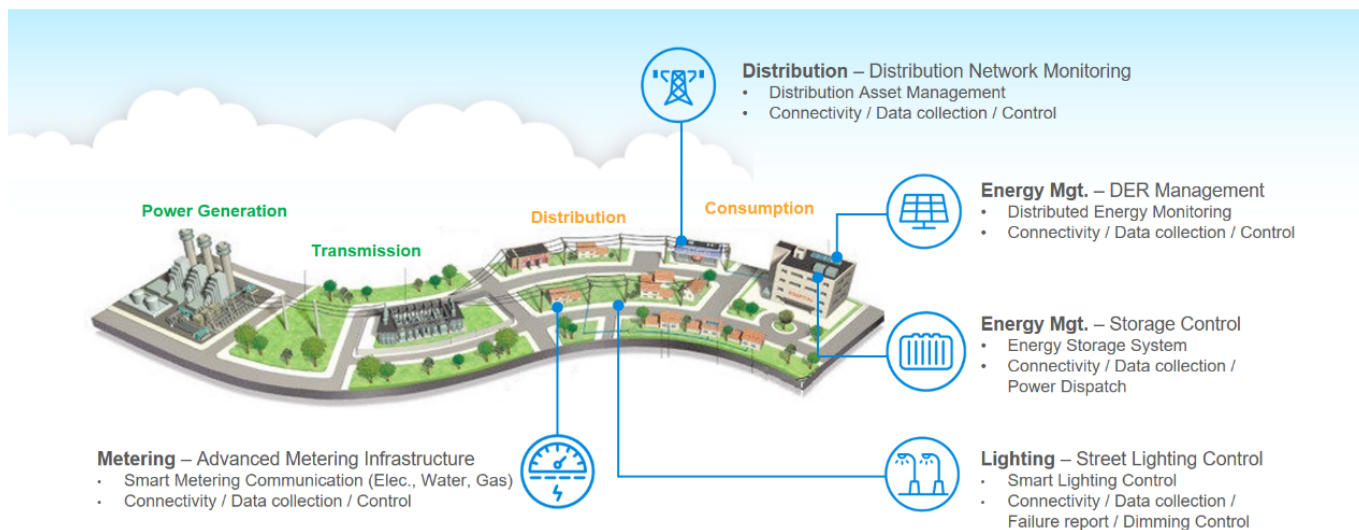 Distribution – Distribution Network Monitoring
• Distribution Asset Management
• Connectivity / Data collection / Control
Power Generation
Transmission
Distribution
Consumption
Energy Mgt. – DER Management
• Distributed Energy Monitoring
• Connectivity / Data collection / Control
Energy Mgt. – Storage Control
• Energy Storage System
• Connectivity / Data collection /
Power Dispatch
Metering – Advanced Metering Infrastructure
• Smart Metering Communication (Elec., Water, Gas)
• Connectivity / Data collection / Control
Lighting – Street Lighting Control
• Smart Lighting Control
• Connectivity / Data collection /
Failure report / Dimming Control